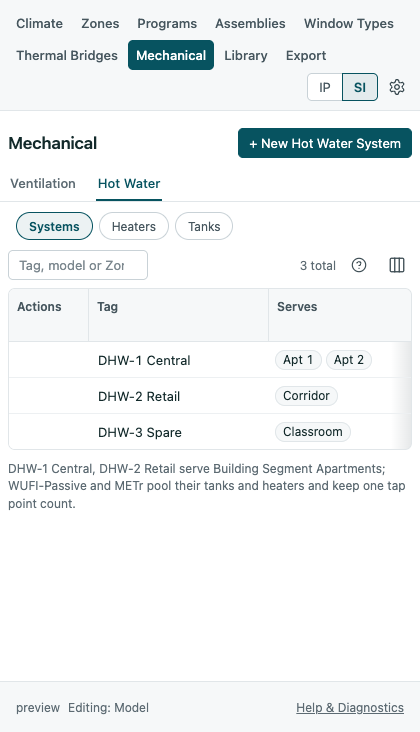 Climate Zones Programs Assemblies Window Types
Thermal Bridges Mechanical Library Export
IP SI
Mechanical
+ New Hot Water System
Ventilation Hot Water
Systems Heaters Tanks
Tag, model or Zor
3 total
Actions Tag Serves
DHW-1 Central Apt 1 Apt 2
DHW-2 Retail Corridor
DHW-3 Spare Classroom
DHW-1 Central, DHW-2 Retail serve Building Segment Apartments;
WUFI-Passive and METr pool their tanks and heaters and keep one tap
point count.
preview Editing: Model Help & Diagnostics